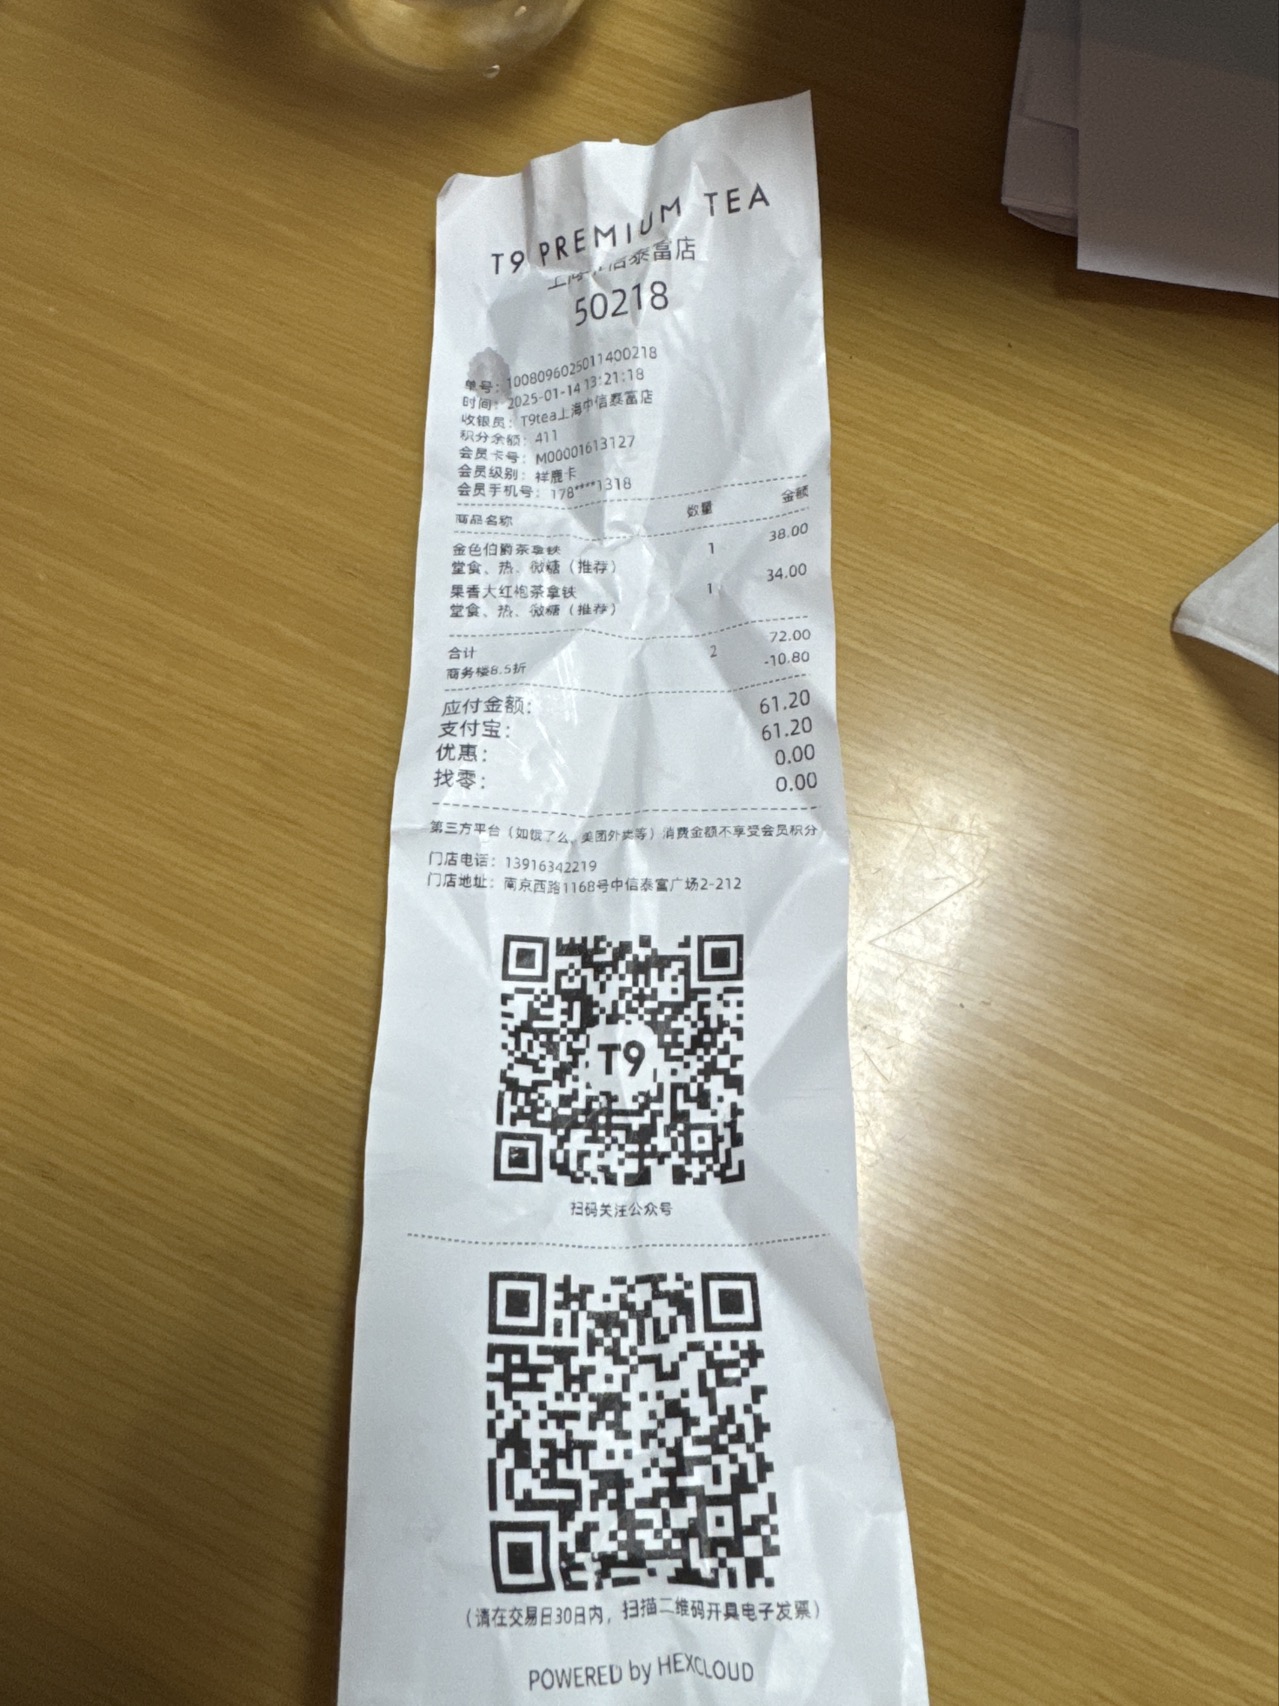 T9 PREMIUM TEA
上海中信泰富店
50218
单号：1008096025011400218
时间：2025-01-14 13:21:18
收银员：T9tea上海中信泰富店
积分余额：411
会员卡号：M00001613127
会员级别：祥鹿卡
会员手机号：178****1318
商品名称 数量 金额
金色伯爵茶拿铁 1 38.00
堂食、热、微糖（推荐）
果香大红袍茶拿铁 1 34.00
堂食、热、微糖（推荐）
合计 2 72.00
商务楼8.5折 -10.80
应付金额： 61.20
支付宝： 61.20
优惠： 0.00
找零： 0.00
第三方平台（如饿了么、美团外卖等）消费金额不享受会员积分
门店电话：13916342219
门店地址：南京西路1168号中信泰富广场2-212
T9
扫码关注公众号
（请在交易日30日内，扫描二维码开具电子发票）
POWERED by HEXCLOUD